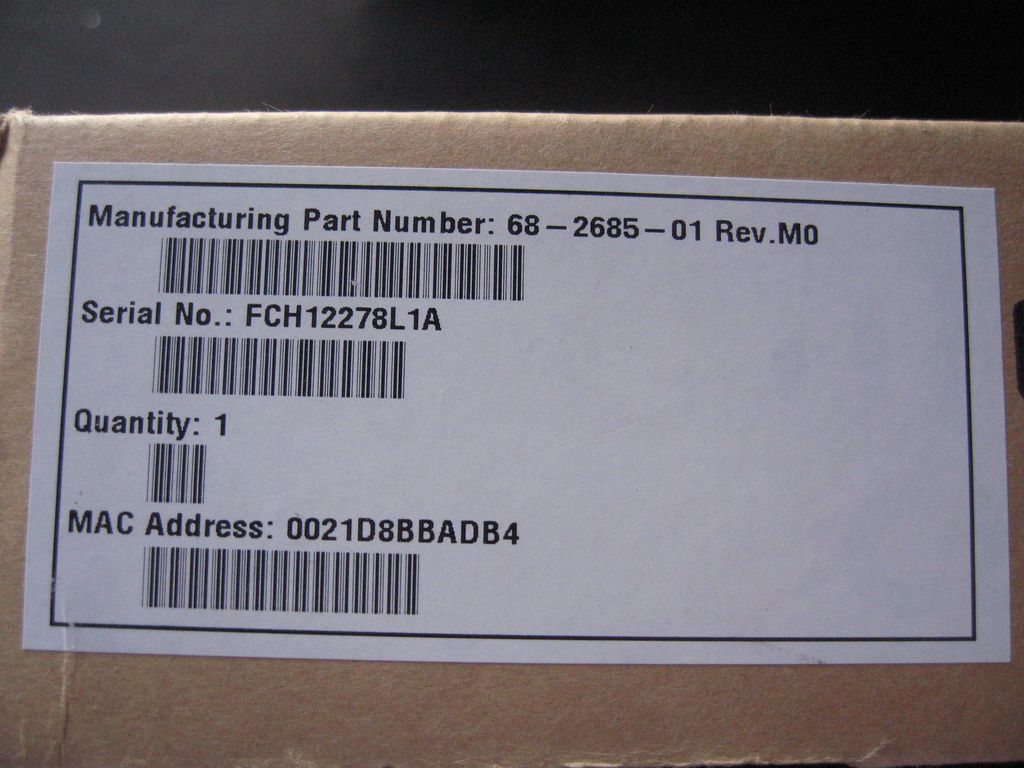 Manufacturing Part Number: 68-2685-01 Rev.M0
Serial No.: FCH12278L1A
Quantity: 1
MAC Address: 0021D8BBADB4